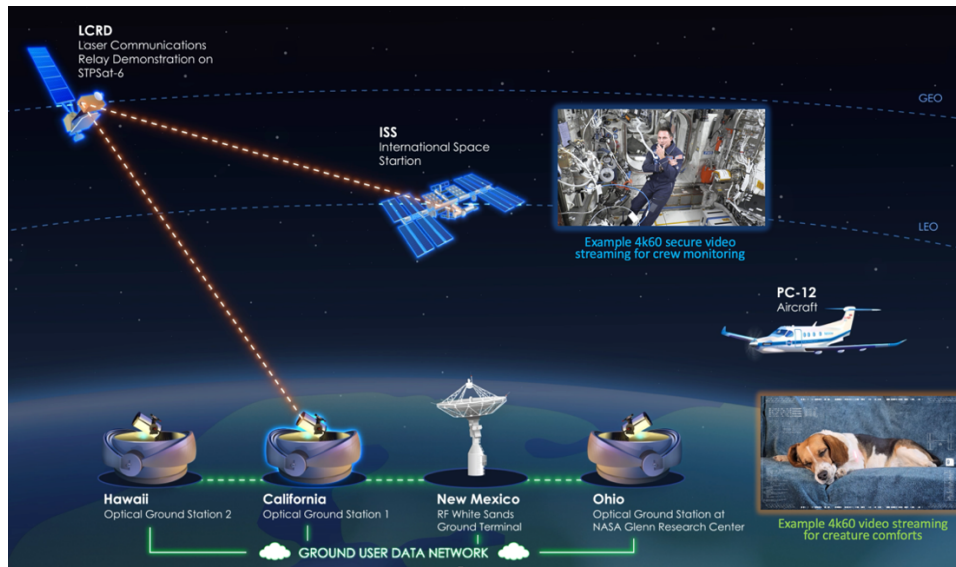 LCRD
Laser Communications
Relay Demonstration on
STPSat-6
GEO
ISS
International Space
Startion
LEO
Example 4k60 secure video
streaming for crew monitoring
PC-12
Aircraft
Hawaii
Optical Ground Station 2
California
Optical Ground Station 1
New Mexico
RF White Sands
Ground Terminal
Ohio
Optical Ground Station at
NASA Glenn Research Center
Example 4k60 video streaming
for creature comforts
GROUND USER DATA NETWORK